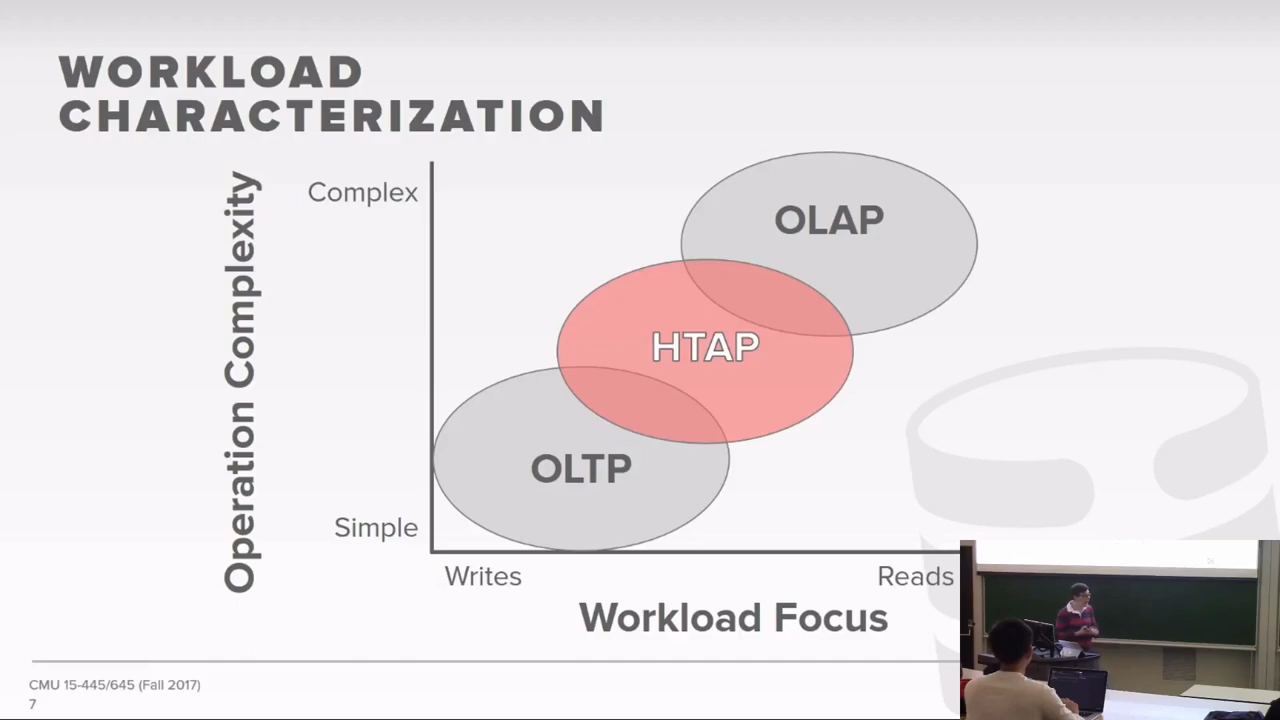 WORKLOAD
CHARACTERIZATION
Operation Complexity
Complex
Simple
OLAP
HTAP
OLTP
Writes
Reads
Workload Focus
CMU 15-445/645 (Fall 2017)
7